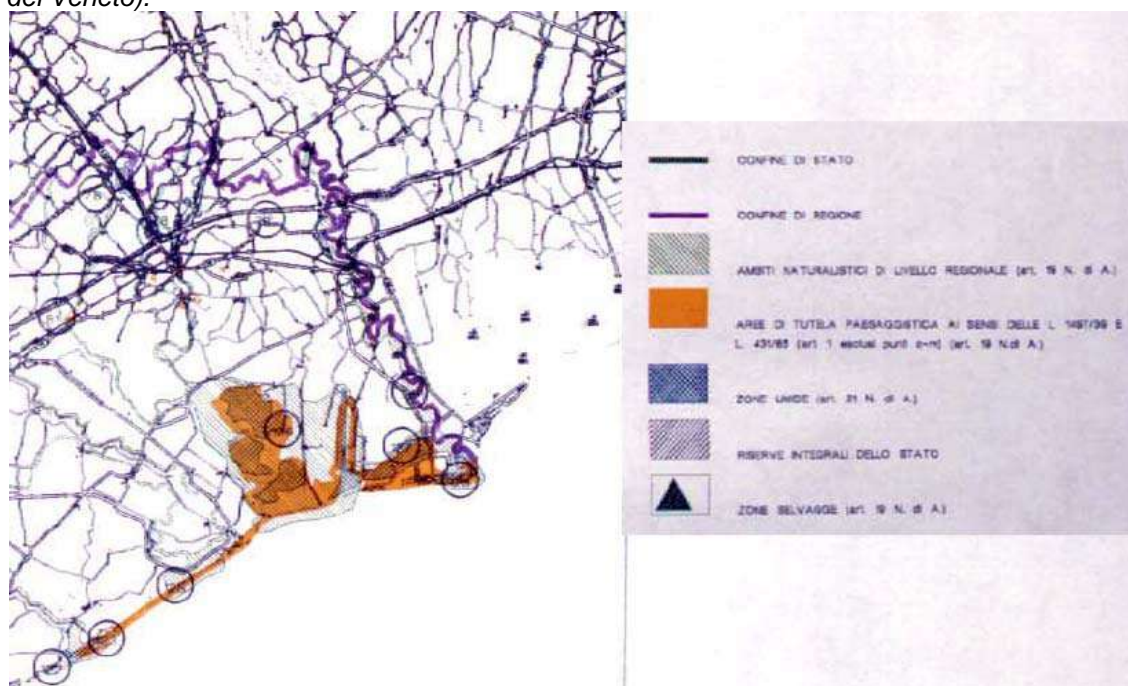 del Veneto).
CONFINE DI STATO
CONFINE DI REGIONE
AMBITI NATURALISTICI DI LIVELLO REGIONALE (art. 19 N. di A.)
AREE DI TUTELA PAESAGGISTICA AI SENSI DELLE L. 1497/39 E
L. 431/85 (art. 1 esclusi punti e-m) (art. 19 N.di A.)
ZONE UMIDE (art. 21 N. di A.)
RISERVE INTEGRALI DELLO STATO
ZONE SELVAGGE (art. 19 N. di A.)